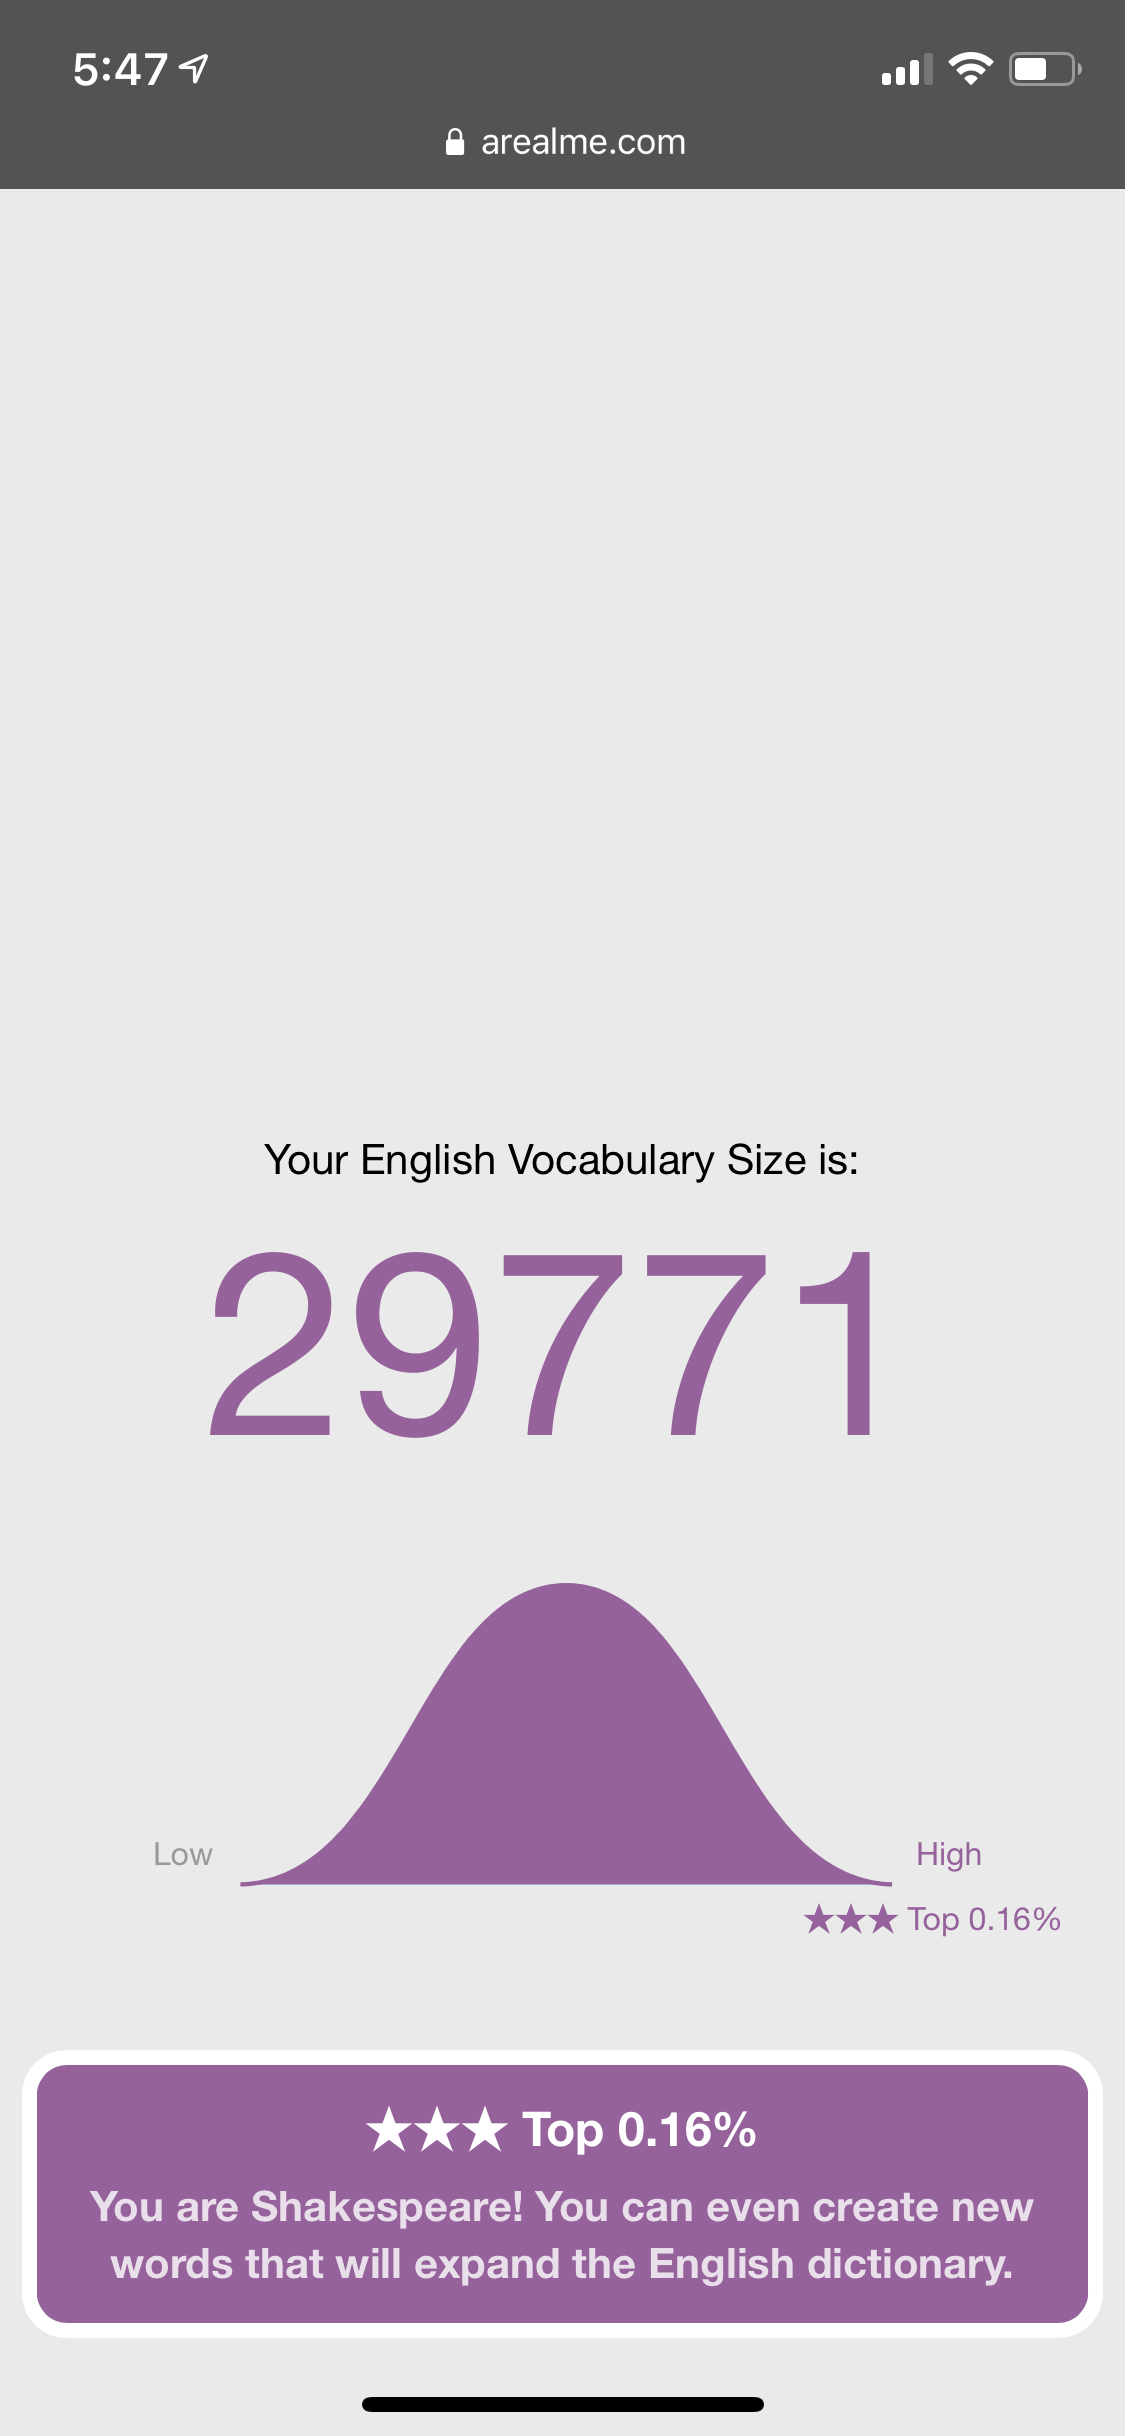 5:47
arealme.com
Your English Vocabulary Size is:
29771
Low
High
★★★ Top 0.16%
★★★ Top 0.16%
You are Shakespeare! You can even create new
words that will expand the English dictionary.